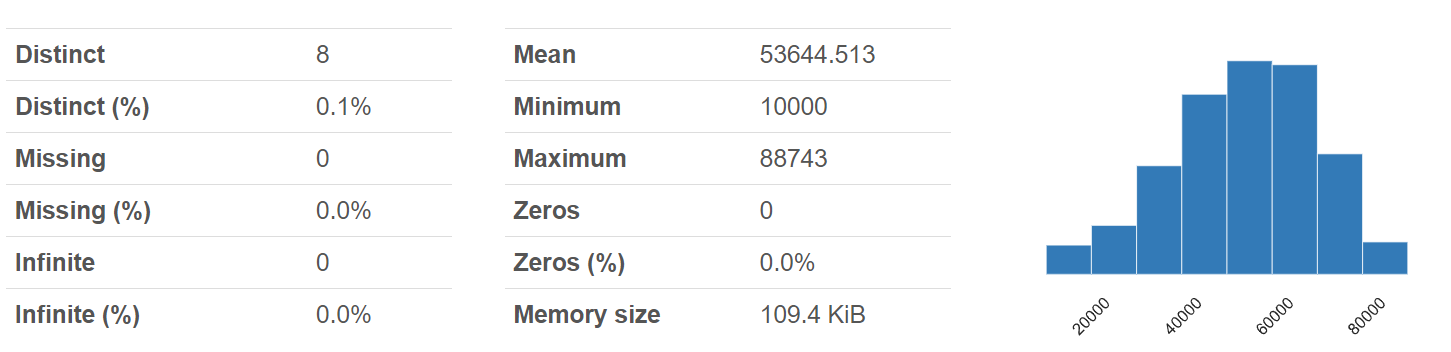 Distinct 8
Distinct (%) 0.1%
Missing 0
Missing (%) 0.0%
Infinite 0
Infinite (%) 0.0%
Mean 53644.513
Minimum 10000
Maximum 88743
Zeros 0
Zeros (%) 0.0%
Memory size 109.4 KiB
20000
40000
60000
80000